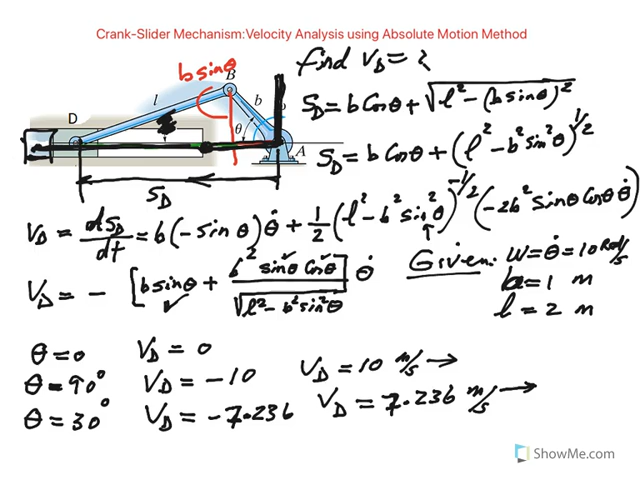 Crank-Slider Mechanism:Velocity Analysis using Absolute Motion Method
b sinθ
Find V_D = ?
B
D
l
b
θ
A
S_D
S_D = b Cosθ + √(l² - (b sinθ)²)
S_D = b Cosθ + (l² - b² sin²θ)^1/2
V_D = dS_D/dt = b(-sinθ)θ̇ + 1/2 (l² - b² sin²θ)^-1/2 (-2b² sinθ Cosθ θ̇)
V_D = - [b sinθ + b² sinθ Cosθ / √(l² - b² sin²θ)] θ̇
Given: ω = θ̇ = 10 Rad/s
b = 1 m
l = 2 m
θ = 0 V_D = 0
θ = 90° V_D = -10 V_D = 10 m/s →
θ = 30° V_D = -7.236 V_D = 7.236 m/s →
ShowMe.com